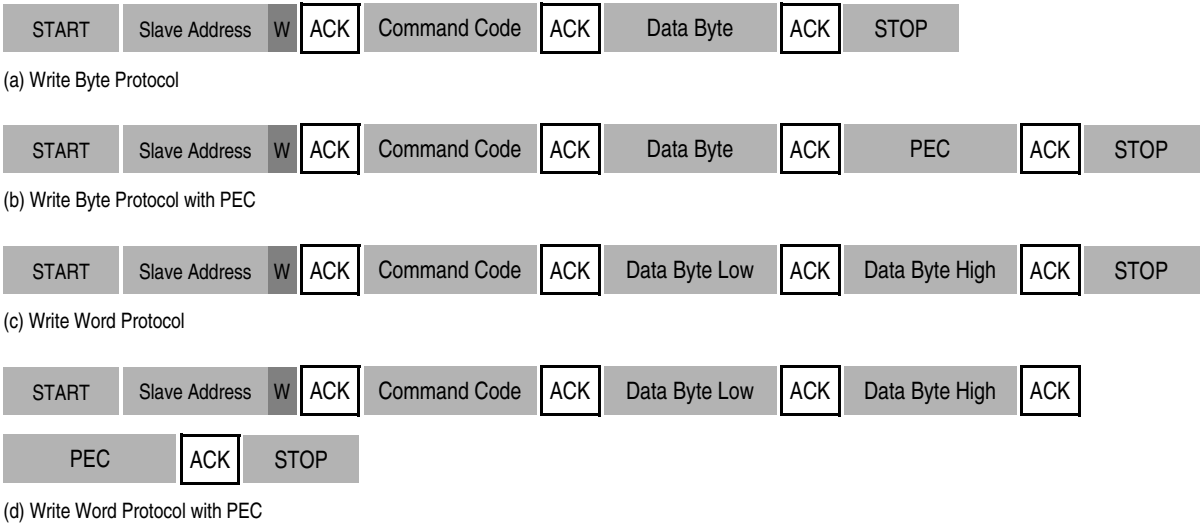 START Slave Address W ACK Command Code ACK Data Byte ACK STOP
(a) Write Byte Protocol
START Slave Address W ACK Command Code ACK Data Byte ACK PEC ACK STOP
(b) Write Byte Protocol with PEC
START Slave Address W ACK Command Code ACK Data Byte Low ACK Data Byte High ACK STOP
(c) Write Word Protocol
START Slave Address W ACK Command Code ACK Data Byte Low ACK Data Byte High ACK
PEC ACK STOP
(d) Write Word Protocol with PEC